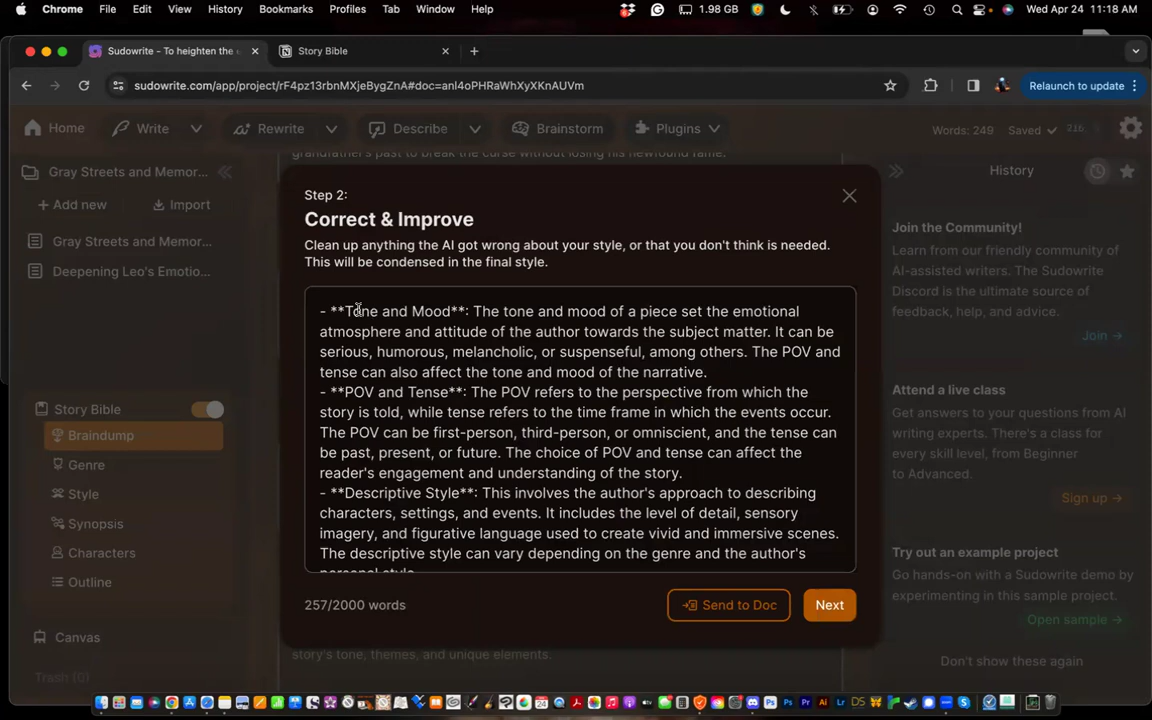 Chrome File Edit View History Bookmarks Profiles Tab Window Help 1.98 GB Wed Apr 24 11:18 AM
Sudowrite - To heighten the Story Bible
sudowrite.com/app/project/rF4pz13rbnMXjeBygZnA#doc=anI4oPHRaWhXyXKnAUVm Relaunch to update
Home Write Rewrite Describe Brainstorm Plugins Words: 249 Saved 216
grandfather's past to break the curse without losing his newfound fame.
Gray Streets and Memor...
Add new Import
Gray Streets and Memor...
Deepening Leo's Emotio...
Story Bible
Braindump
Genre
Style
Synopsis
Characters
Outline
Canvas
Trash (0)
Step 2:
Correct & Improve
Clean up anything the AI got wrong about your style, or that you don't think is needed.
This will be condensed in the final style.
- **Tone and Mood**: The tone and mood of a piece set the emotional
atmosphere and attitude of the author towards the subject matter. It can be
serious, humorous, melancholic, or suspenseful, among others. The POV and
tense can also affect the tone and mood of the narrative.
- **POV and Tense**: The POV refers to the perspective from which the
story is told, while tense refers to the time frame in which the events occur.
The POV can be first-person, third-person, or omniscient, and the tense can
be past, present, or future. The choice of POV and tense can affect the
reader's engagement and understanding of the story.
- **Descriptive Style**: This involves the author's approach to describing
characters, settings, and events. It includes the level of detail, sensory
imagery, and figurative language used to create vivid and immersive scenes.
The descriptive style can vary depending on the genre and the author's
personal style.
257/2000 words
Send to Doc
Next
story's tone, themes, and unique elements.
History
Join the Community!
Learn from our friendly community of
AI-assisted writers. The Sudowrite
Discord is the ultimate source of
feedback, help, and ideas.
Join →
Attend a live class
Get answers to your questions from AI
writing experts. There's a class for
every skill level, from Beginner
to Advanced.
Sign up →
Try out an example project
Go hands-on with a Sudowrite demo by
experimenting in this sample project.
Open sample →
Don't show these again